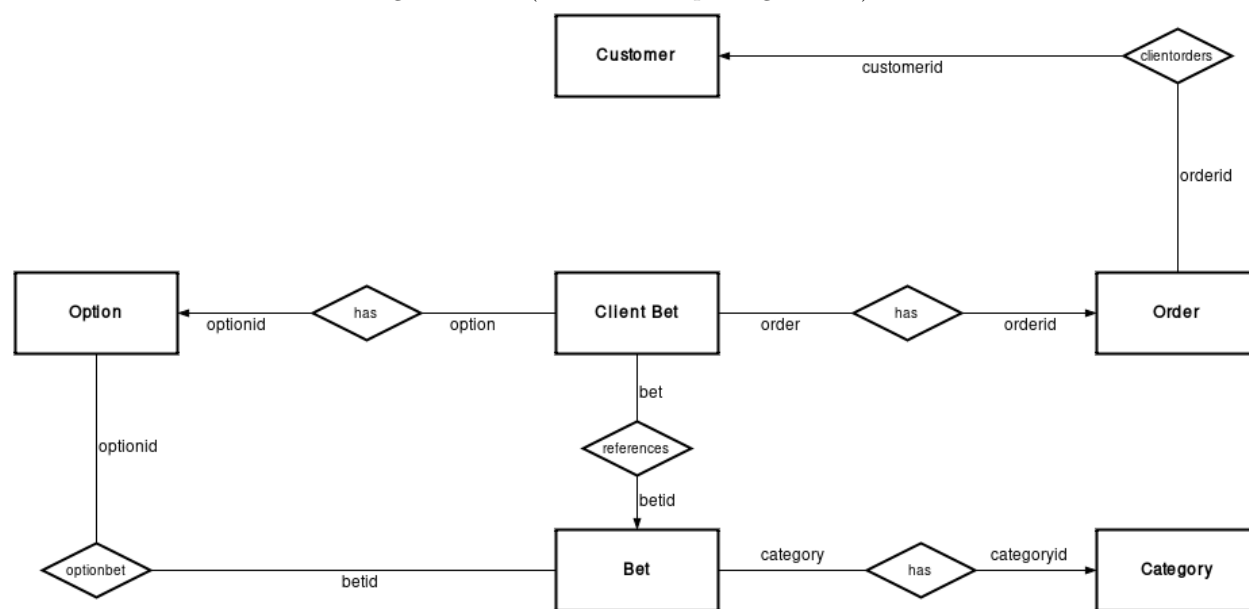 Customer
customerid
clientorders
orderid
Option
optionid
has
option
Client Bet
order
has
orderid
Order
bet
optionid
references
betid
optionbet
betid
Bet
category
has
categoryid
Category